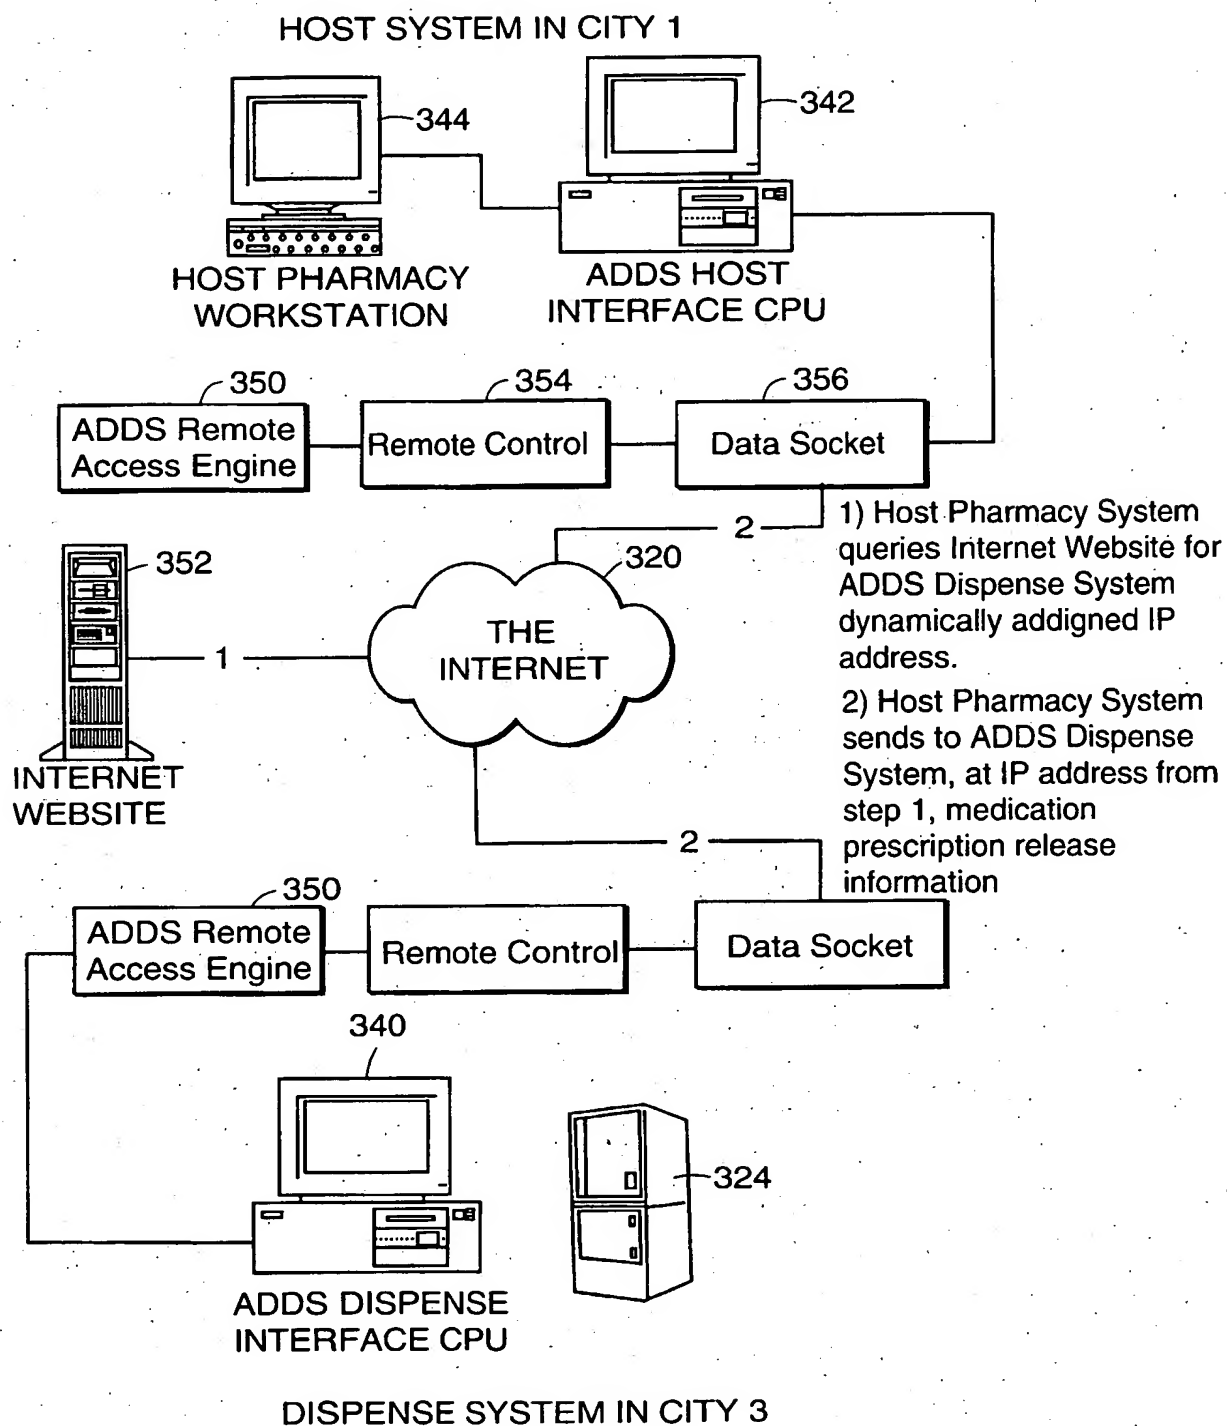 HOST SYSTEM IN CITY 1
344
342
HOST PHARMACY
WORKSTATION
ADDS HOST
INTERFACE CPU
350
354
356
ADDS Remote
Access Engine
Remote Control
Data Socket
2
1) Host Pharmacy System
queries Internet Website for
ADDS Dispense System
dynamically addigned IP
address.
2) Host Pharmacy System
sends to ADDS Dispense
System, at IP address from
step 1, medication
prescription release
information
352
320
THE
INTERNET
1
INTERNET
WEBSITE
2
350
ADDS Remote
Access Engine
Remote Control
Data Socket
340
324
ADDS DISPENSE
INTERFACE CPU
DISPENSE SYSTEM IN CITY 3